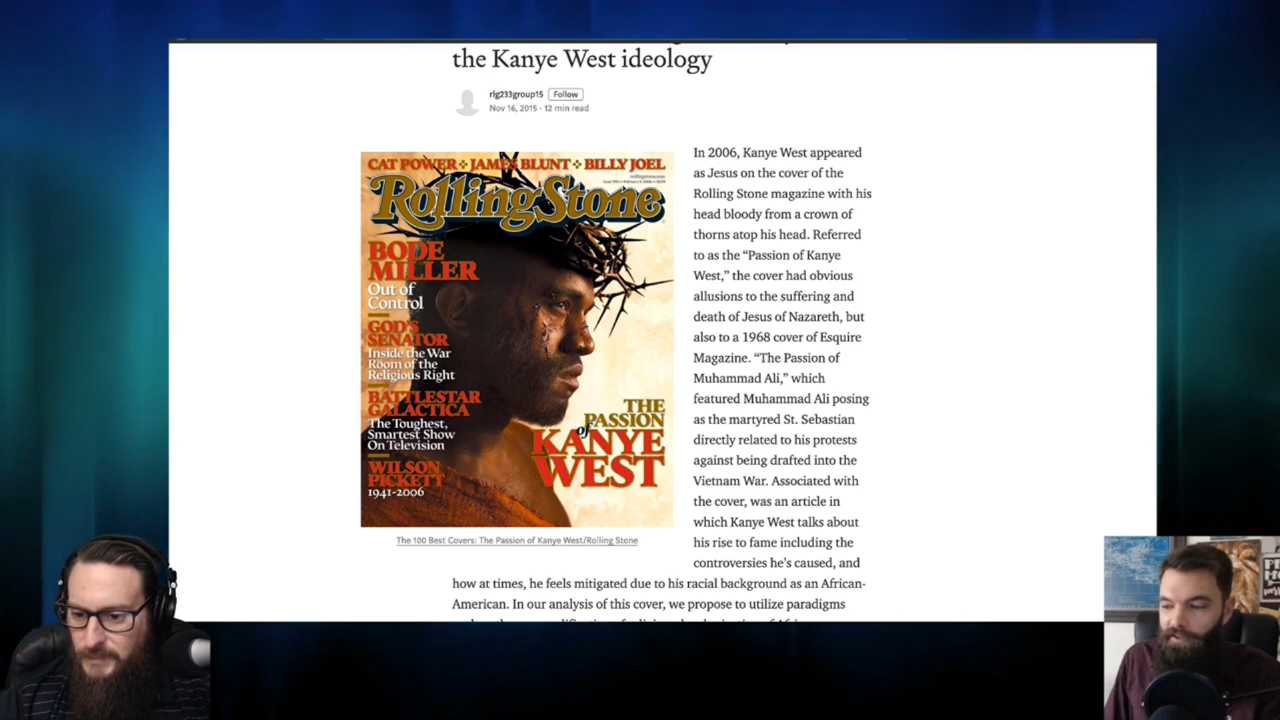 the Kanye West ideology
rlg233group15 Follow
Nov 16, 2015 · 12 min read
CAT POWER ✢ JAMES BLUNT ✢ BILLY JOEL
RollingStone
BODE
MILLER
Out of
Control
GOD'S
SENATOR
Inside the War
Room of the
Religious Right
BATTLESTAR
GALACTICA
The Toughest,
Smartest Show
On Television
WILSON
PICKETT
1941-2006
THE
PASSION
of
KANYE
WEST
The 100 Best Covers: The Passion of Kanye West/Rolling Stone
In 2006, Kanye West appeared
as Jesus on the cover of the
Rolling Stone magazine with his
head bloody from a crown of
thorns atop his head. Referred
to as the “Passion of Kanye
West,” the cover had obvious
allusions to the suffering and
death of Jesus of Nazareth, but
also to a 1968 cover of Esquire
Magazine. “The Passion of
Muhammad Ali,” which
featured Muhammad Ali posing
as the martyred St. Sebastian
directly related to his protests
against being drafted into the
Vietnam War. Associated with
the cover, was an article in
which Kanye West talks about
his rise to fame including the
controversies he’s caused, and
how at times, he feels mitigated due to his racial background as an African-
American. In our analysis of this cover, we propose to utilize paradigms